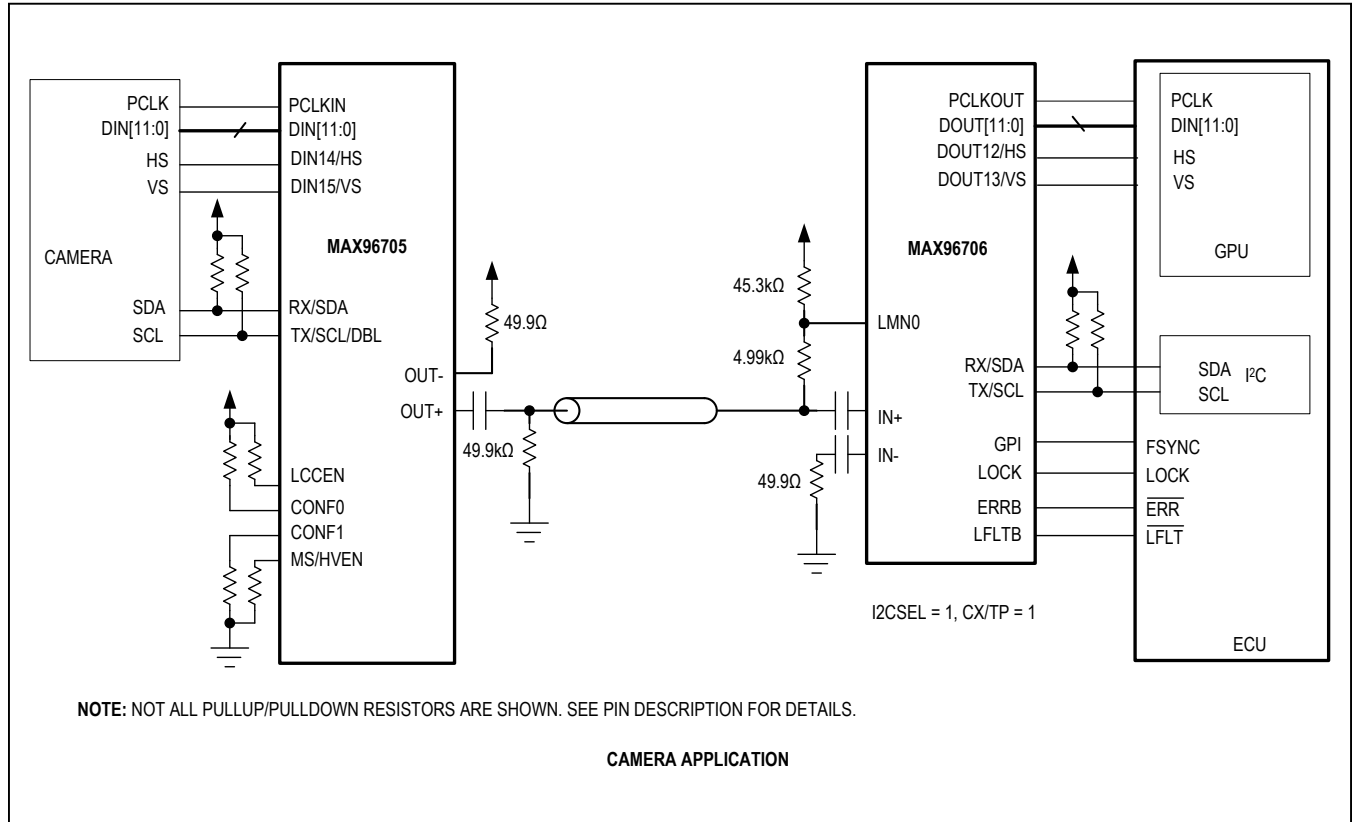 PCLK
DIN[11:0]
HS
VS
CAMERA
SDA
SCL
PCLKIN
DIN[11:0]
DIN14/HS
DIN15/VS
MAX96705
RX/SDA
TX/SCL/DBL
OUT-
OUT+
LCCEN
CONF0
CONF1
MS/HVEN
49.9Ω
49.9kΩ
45.3kΩ
4.99kΩ
49.9Ω
PCLKOUT
DOUT[11:0]
DOUT12/HS
DOUT13/VS
MAX96706
LMN0
RX/SDA
TX/SCL
IN+
IN-
GPI
LOCK
ERRB
LFLTB
I2CSEL = 1, CX/TP = 1
PCLK
DIN[11:0]
HS
VS
GPU
SDA I²C
SCL
FSYNC
LOCK
ERR
LFLT
ECU
NOTE: NOT ALL PULLUP/PULLDOWN RESISTORS ARE SHOWN. SEE PIN DESCRIPTION FOR DETAILS.
CAMERA APPLICATION